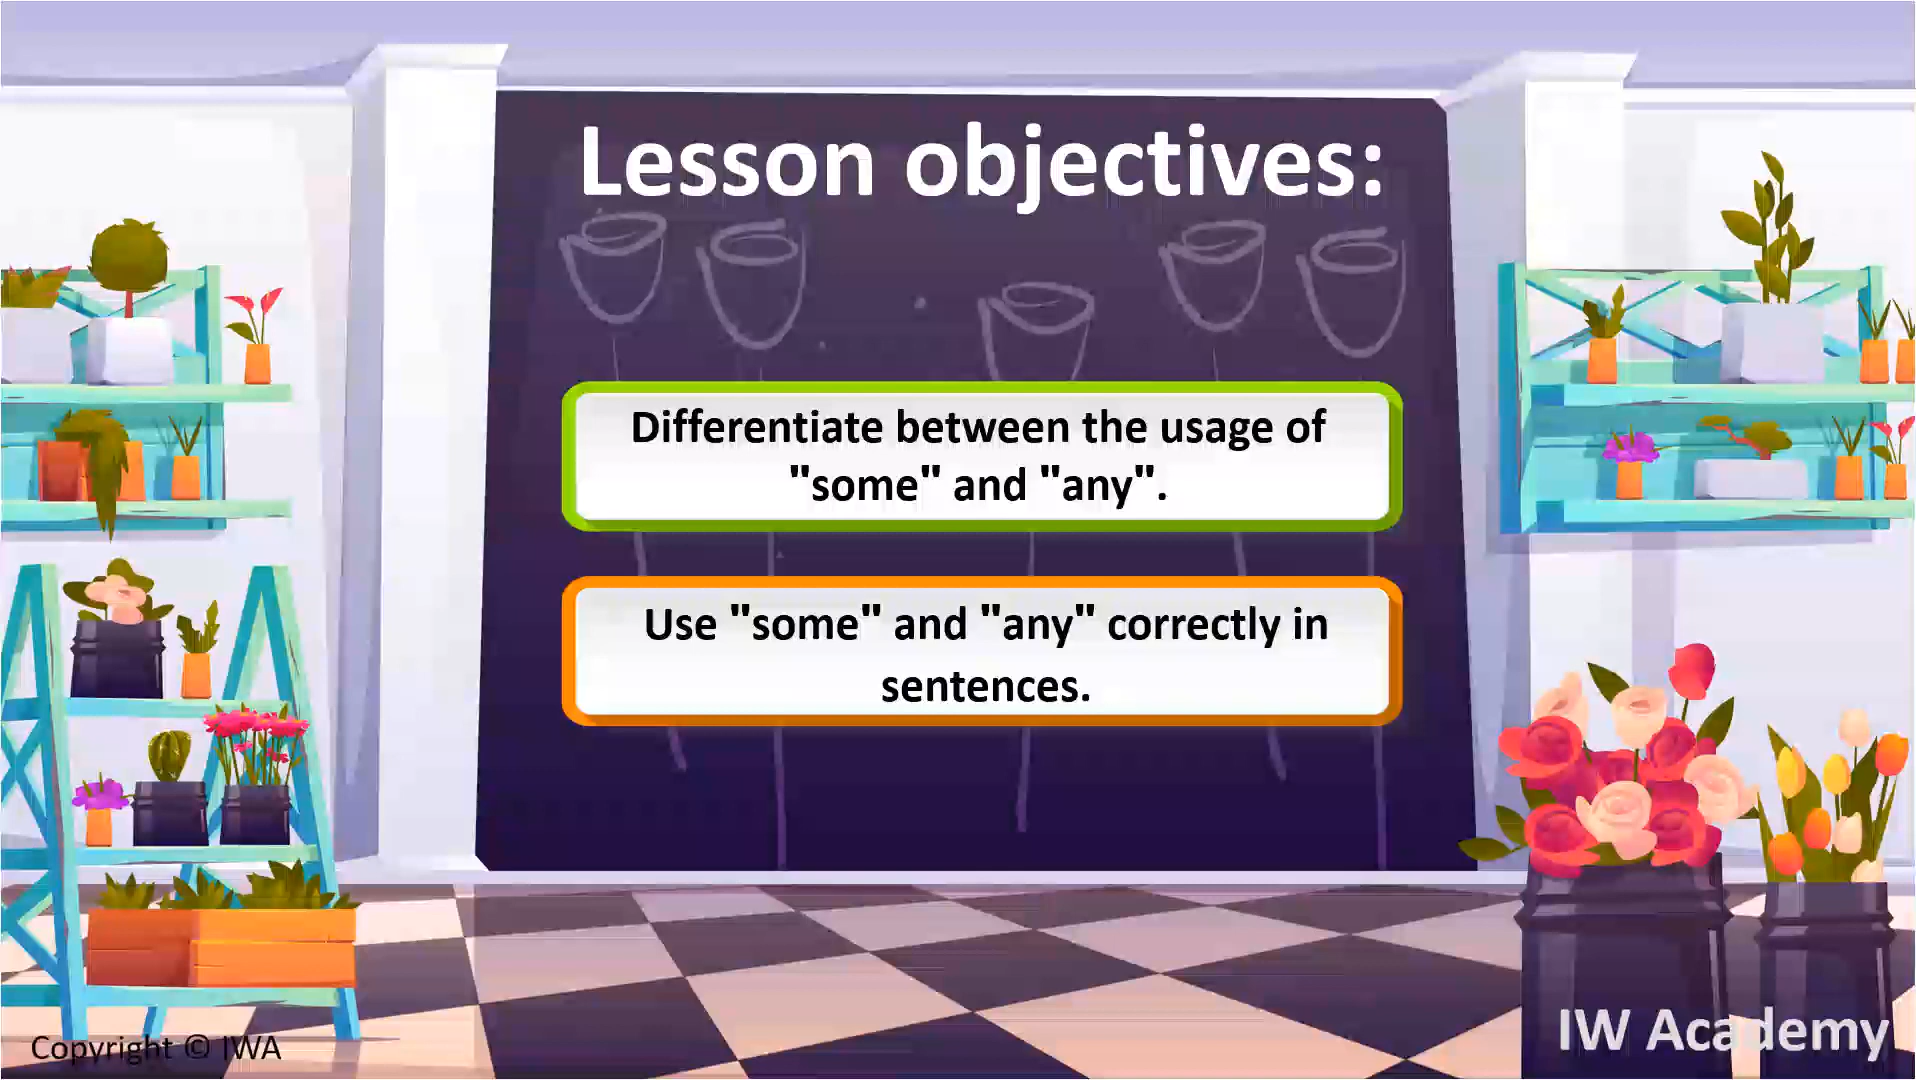 Lesson objectives:
Differentiate between the usage of
"some" and "any".
Use "some" and "any" correctly in
sentences.
Copyright © IWA
IW Academy